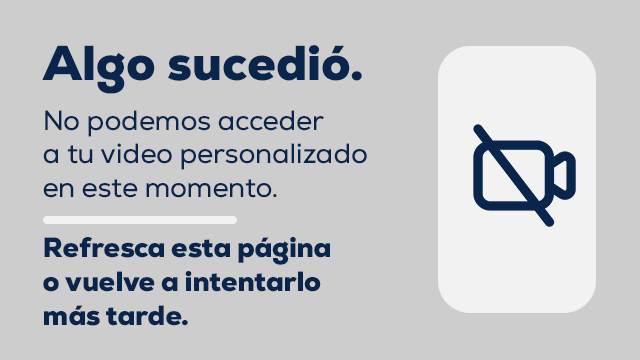 Algo sucedió.
No podemos acceder
a tu video personalizado
en este momento.
Refresca esta página
o vuelve a intentarlo
más tarde.